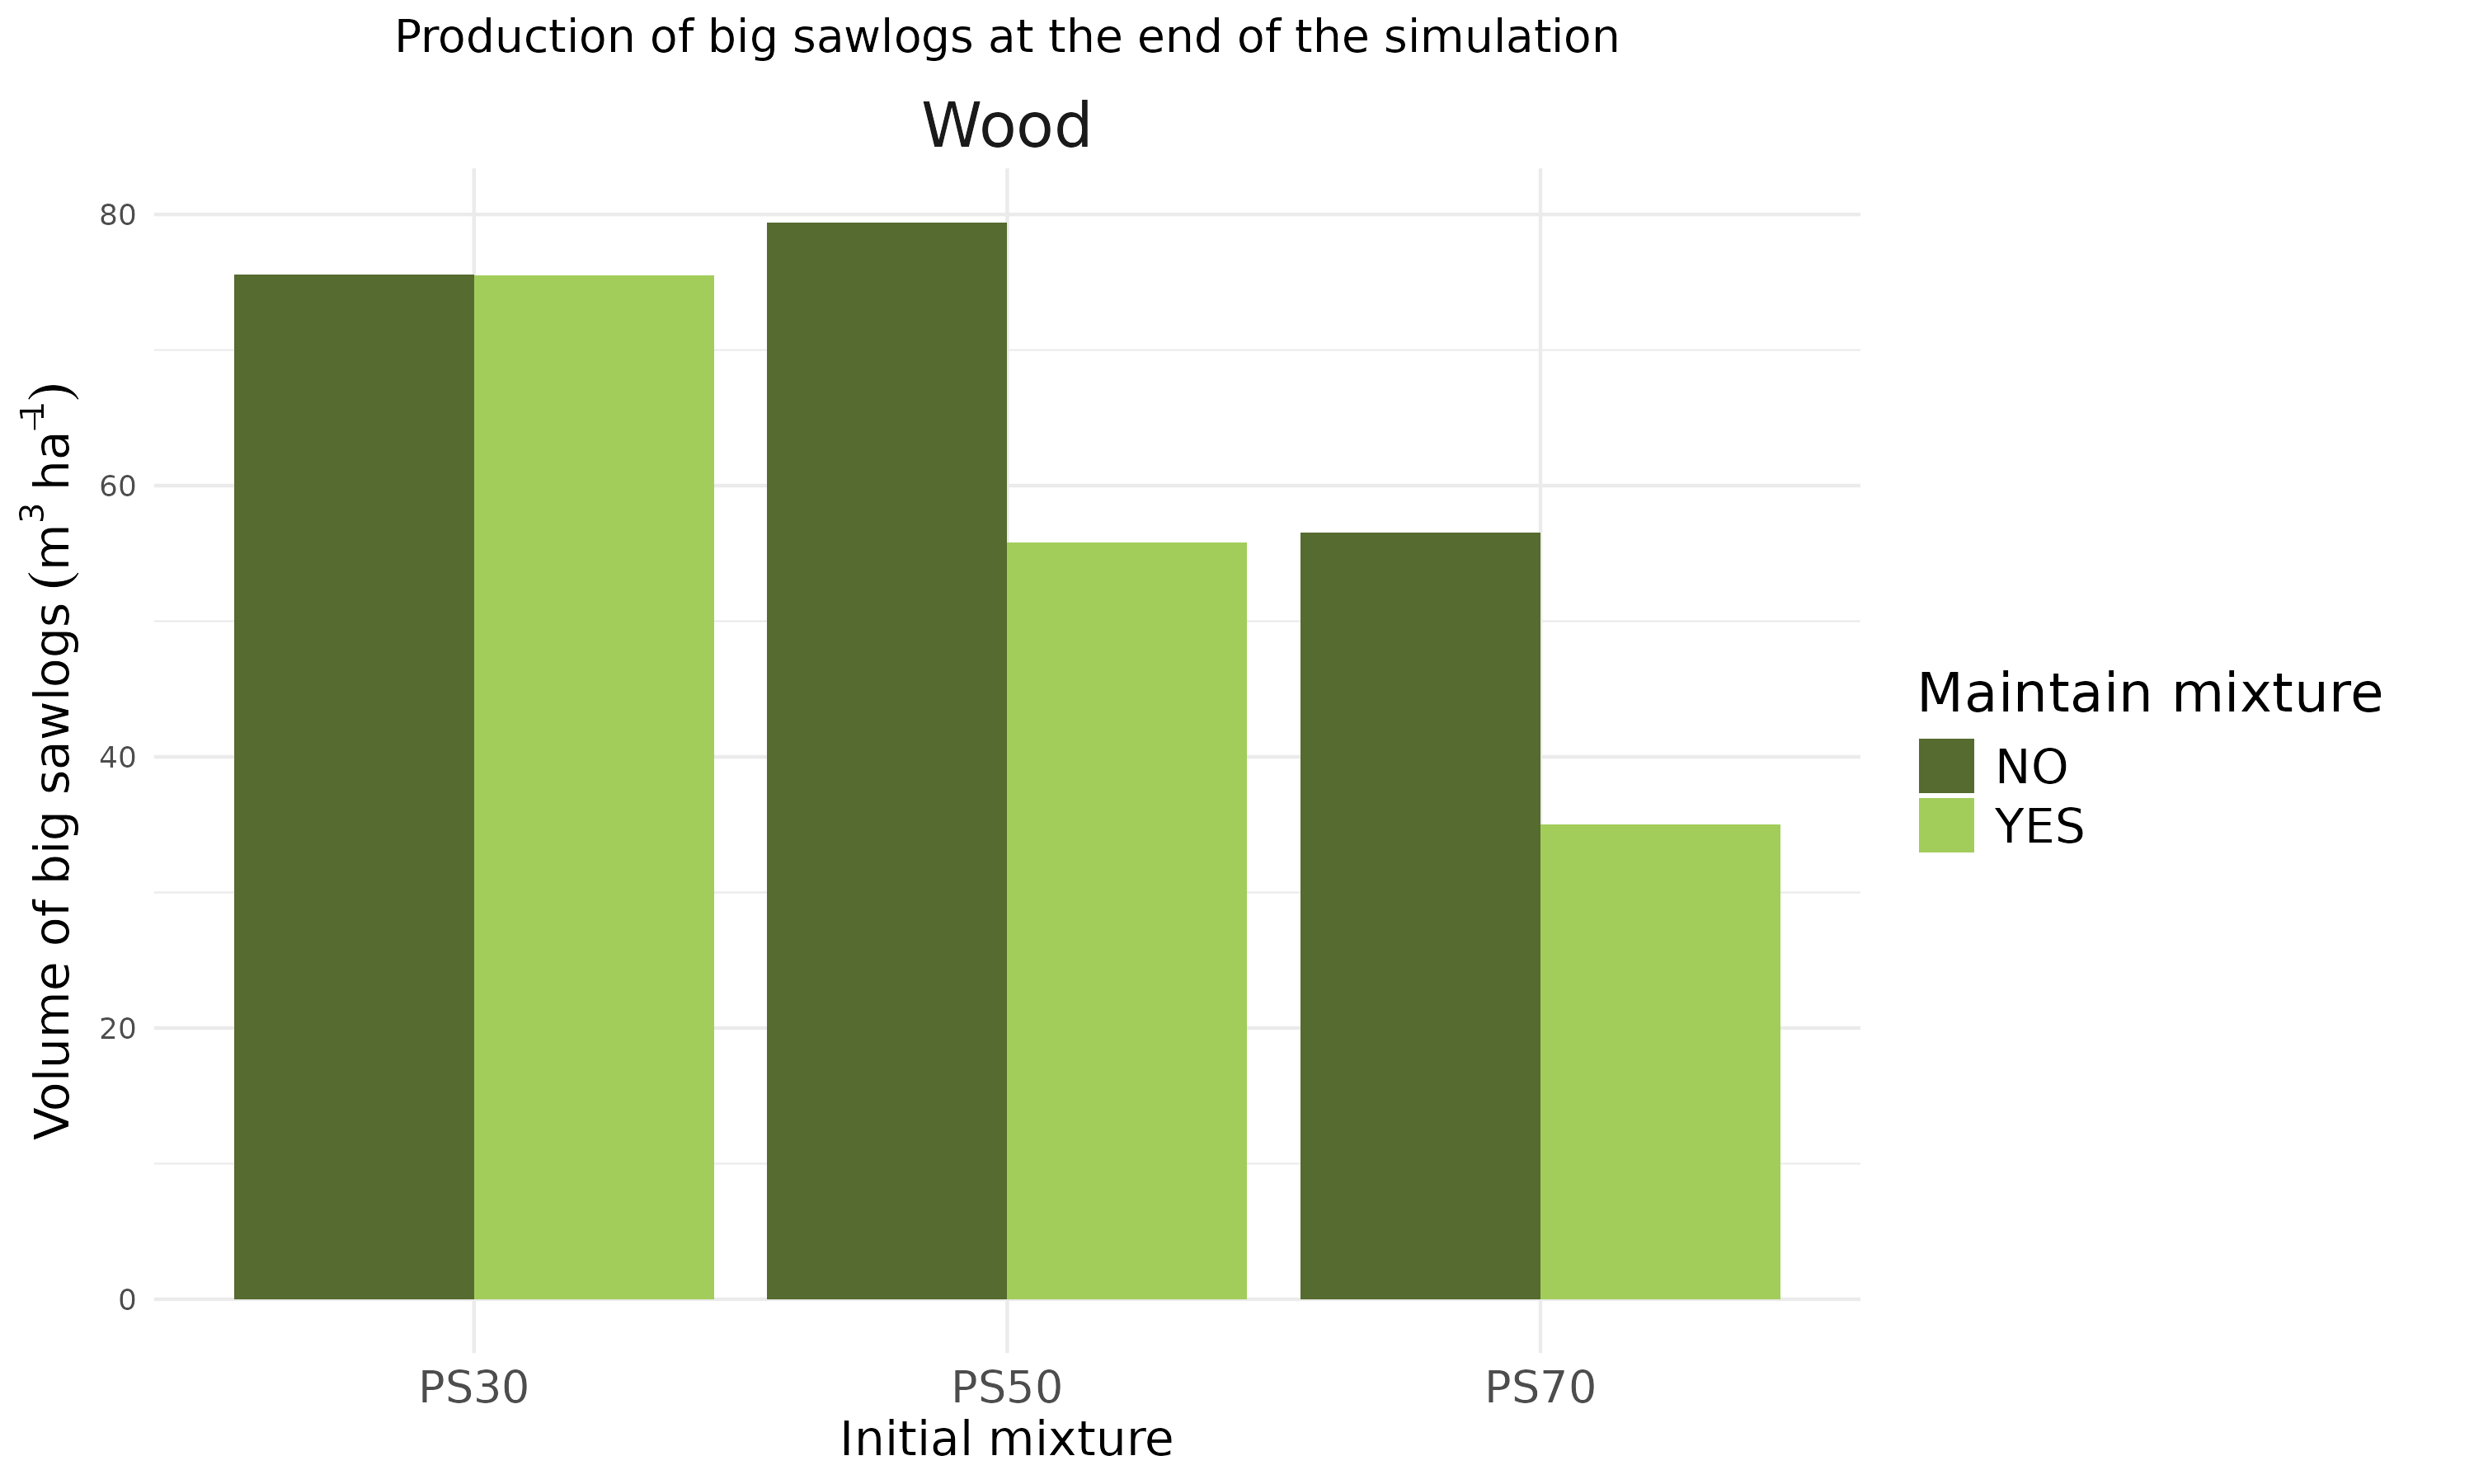 Production of big sawlogs at the end of the simulation
Wood
Volume of big sawlogs (m³ ha⁻¹)
80
60
40
20
0
PS30
PS50
PS70
Initial mixture
Maintain mixture
NO
YES